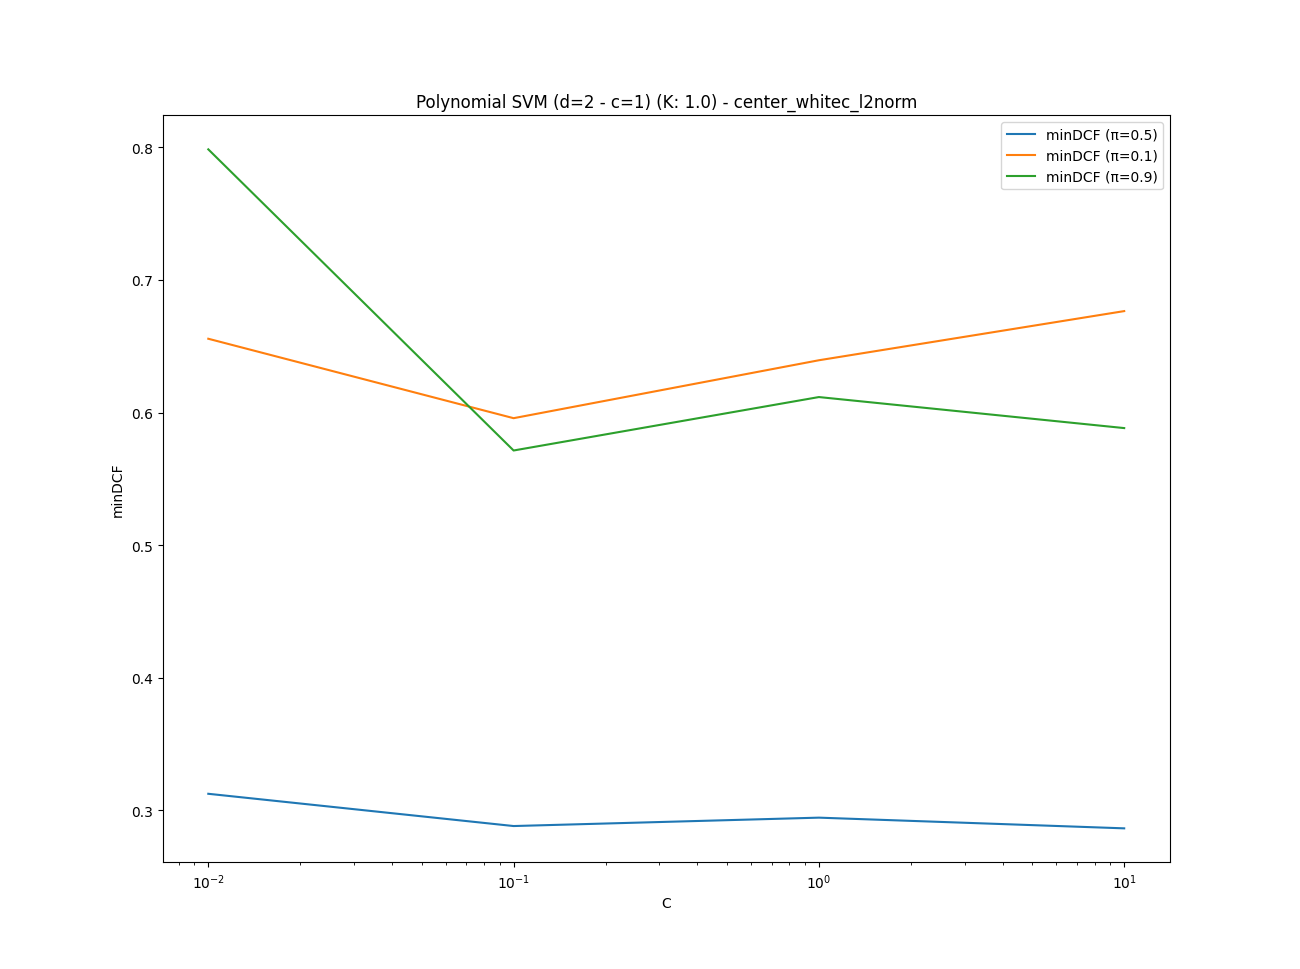 Polynomial SVM (d=2 - c=1) (K: 1.0) - center_whitec_l2norm
minDCF (π=0.5)
minDCF (π=0.1)
minDCF (π=0.9)
0.8
0.7
0.6
0.5
0.4
0.3
minDCF
10⁻² 10⁻¹ 10⁰ 10¹
C